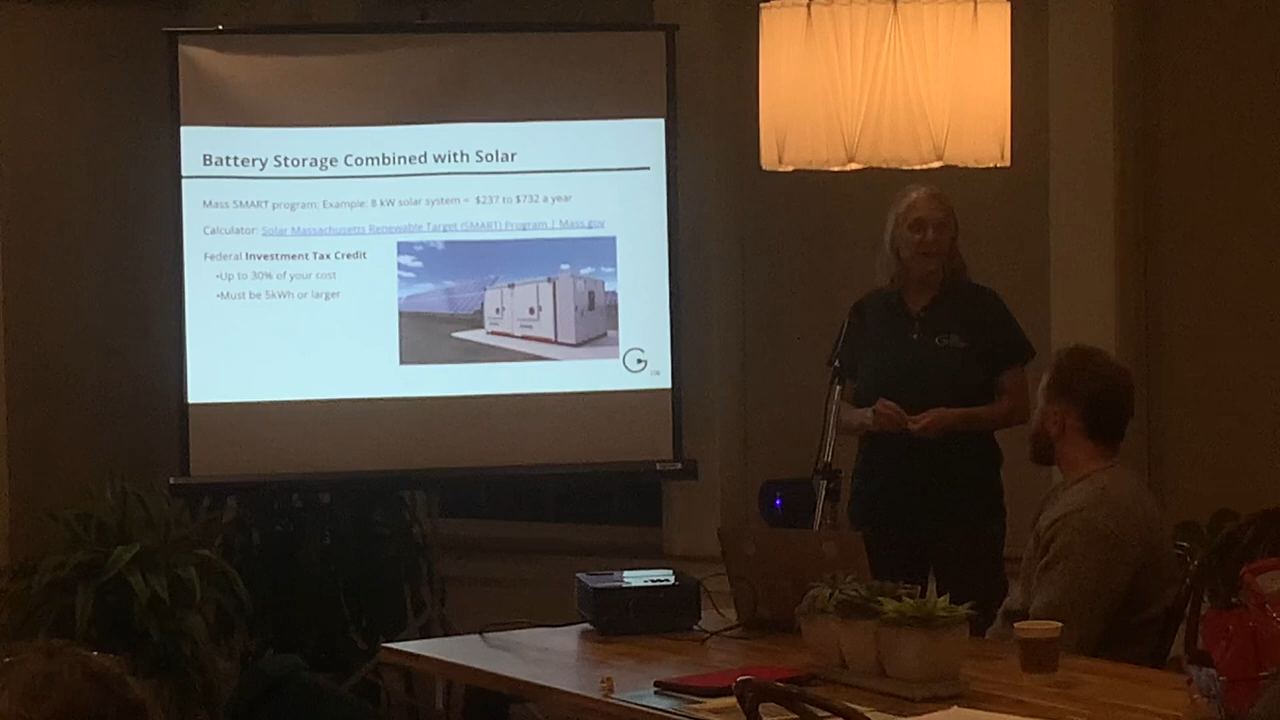 Battery Storage Combined with Solar
Mass SMART program: Example: 8 kW solar system = $237 to $732 a year
Calculator: Solar Massachusetts Renewable Target (SMART) Program | Mass.gov
Federal Investment Tax Credit
•Up to 30% of your cost
•Must be 5kWh or larger
G